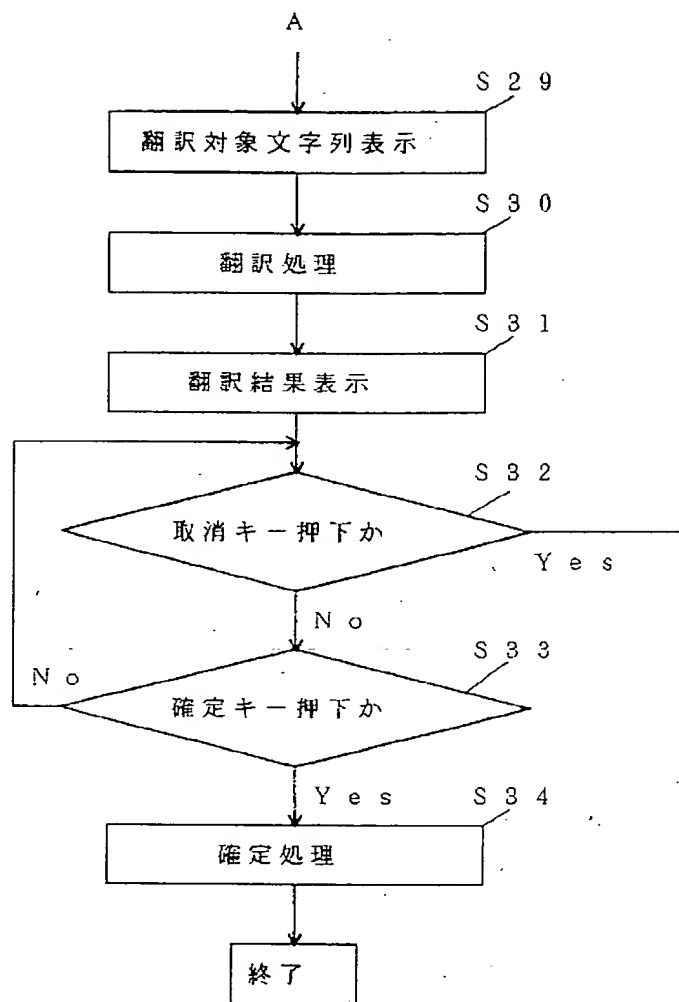 A
S29
翻訳対象文字列表示
S30
翻訳処理
S31
翻訳結果表示
S32
取消キー押下か
Yes
No
S33
No
確定キー押下か
Yes
S34
確定処理
終了